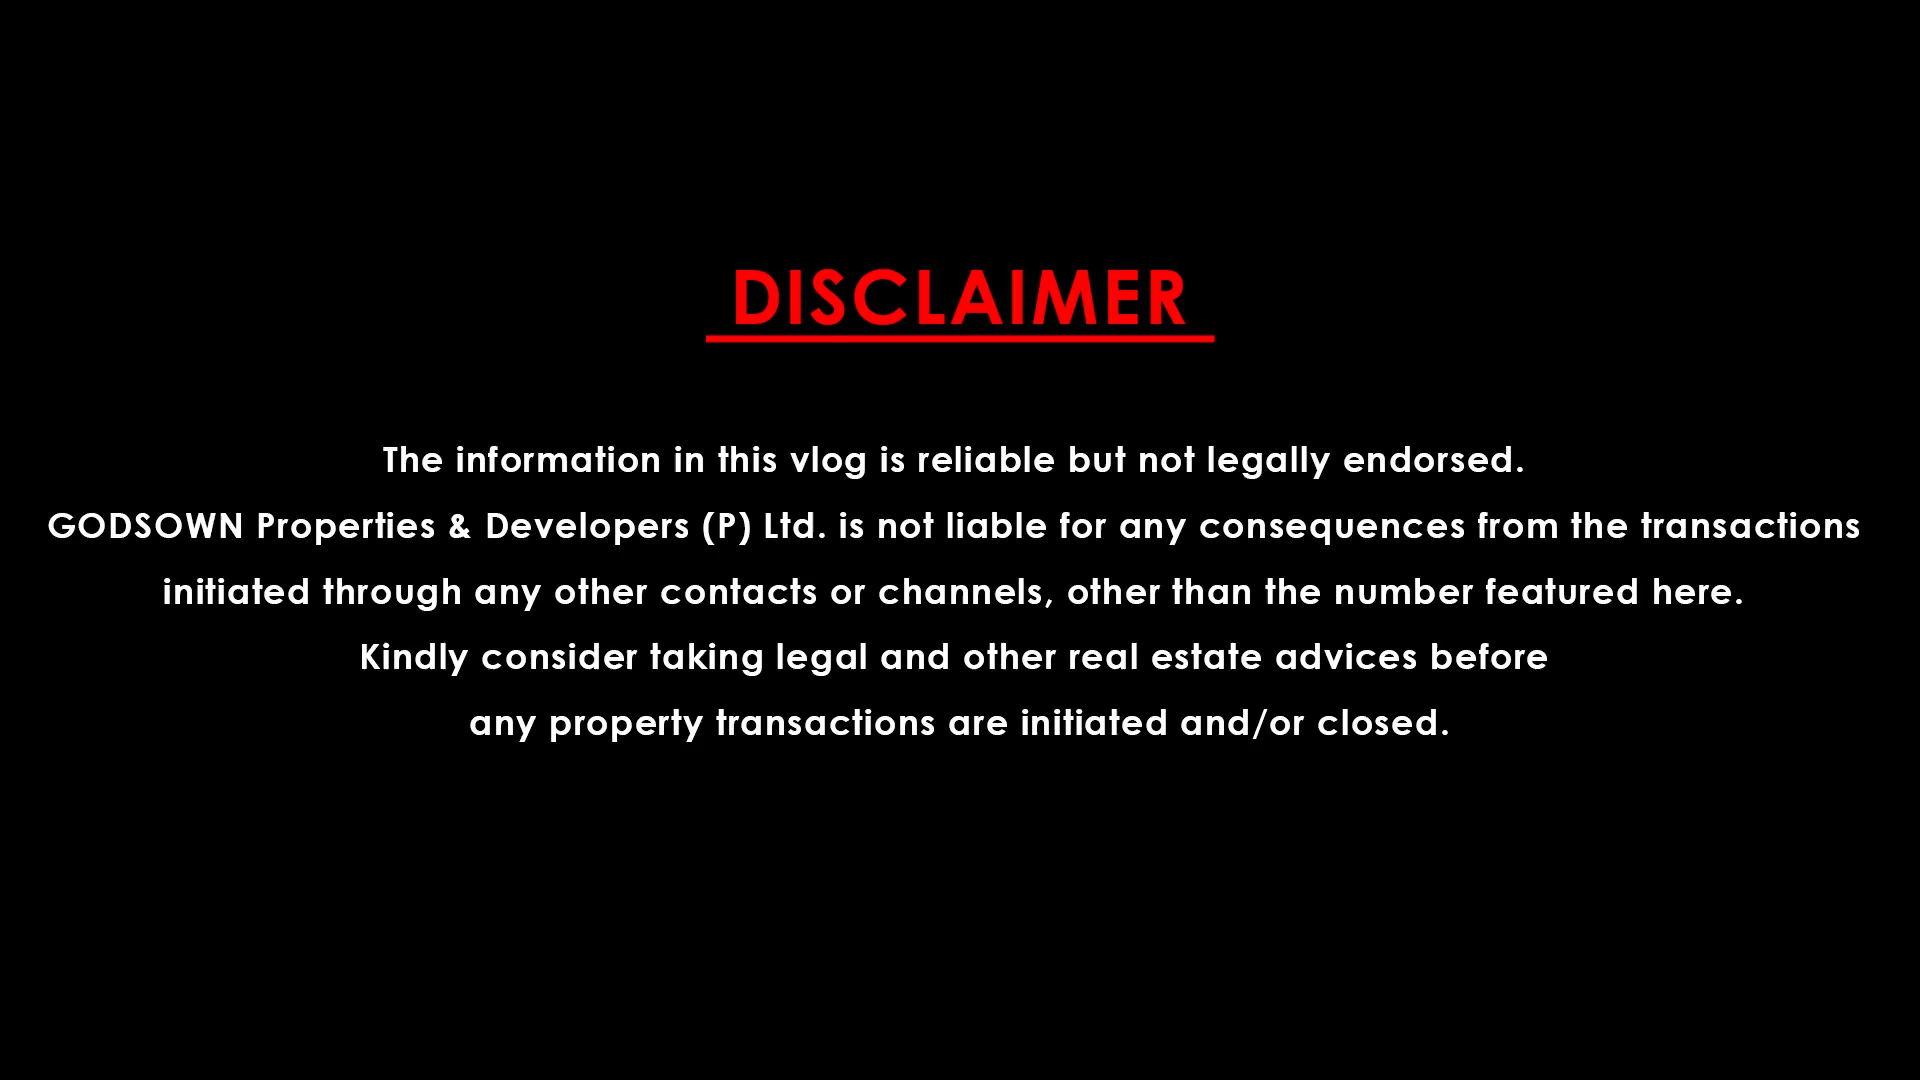 DISCLAIMER
The information in this vlog is reliable but not legally endorsed.
GODSOWN Properties & Developers (P) Ltd. is not liable for any consequences from the transactions
initiated through any other contacts or channels, other than the number featured here.
Kindly consider taking legal and other real estate advices before
any property transactions are initiated and/or closed.